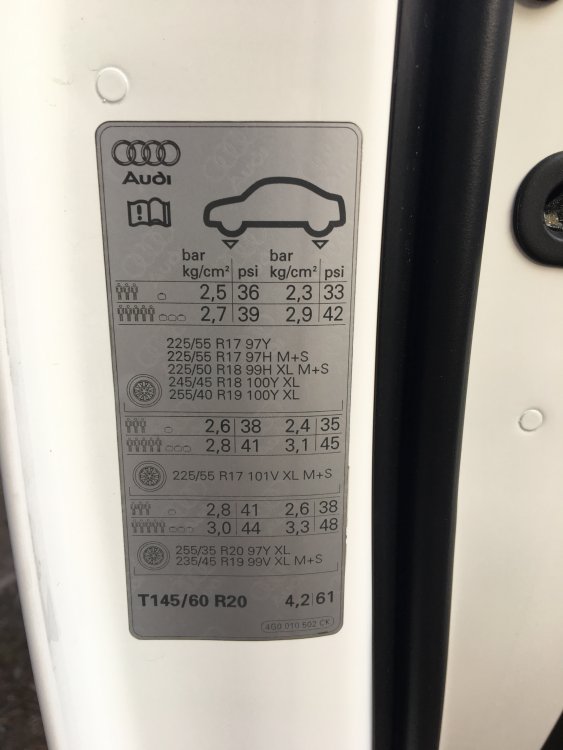 Audi
bar bar
kg/cm² psi kg/cm² psi
2,5 36 2,3 33
2,7 39 2,9 42
225/55 R17 97Y
225/55 R17 97H M+S
225/50 R18 99H XL M+S
245/45 R18 100Y XL
255/40 R19 100Y XL
2,6 38 2,4 35
2,8 41 3,1 45
225/55 R17 101V XL M+S
2,8 41 2,6 38
3,0 44 3,3 48
255/35 R20 97Y XL
235/45 R19 99V XL M+S
T145/60 R20 4,2 61
4G0 010 502 CK